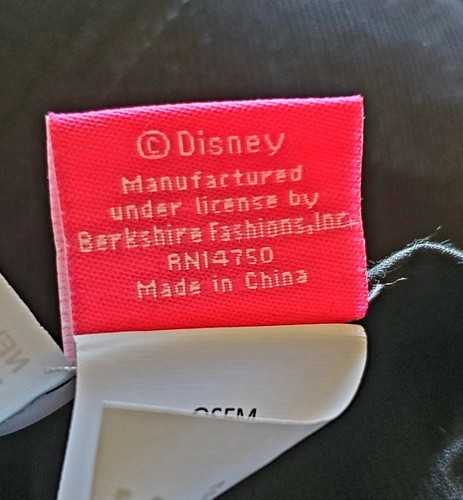 ©Disney
Manufactured
under license by
Berkshire Fashions, Inc.
RN14750
Made in China